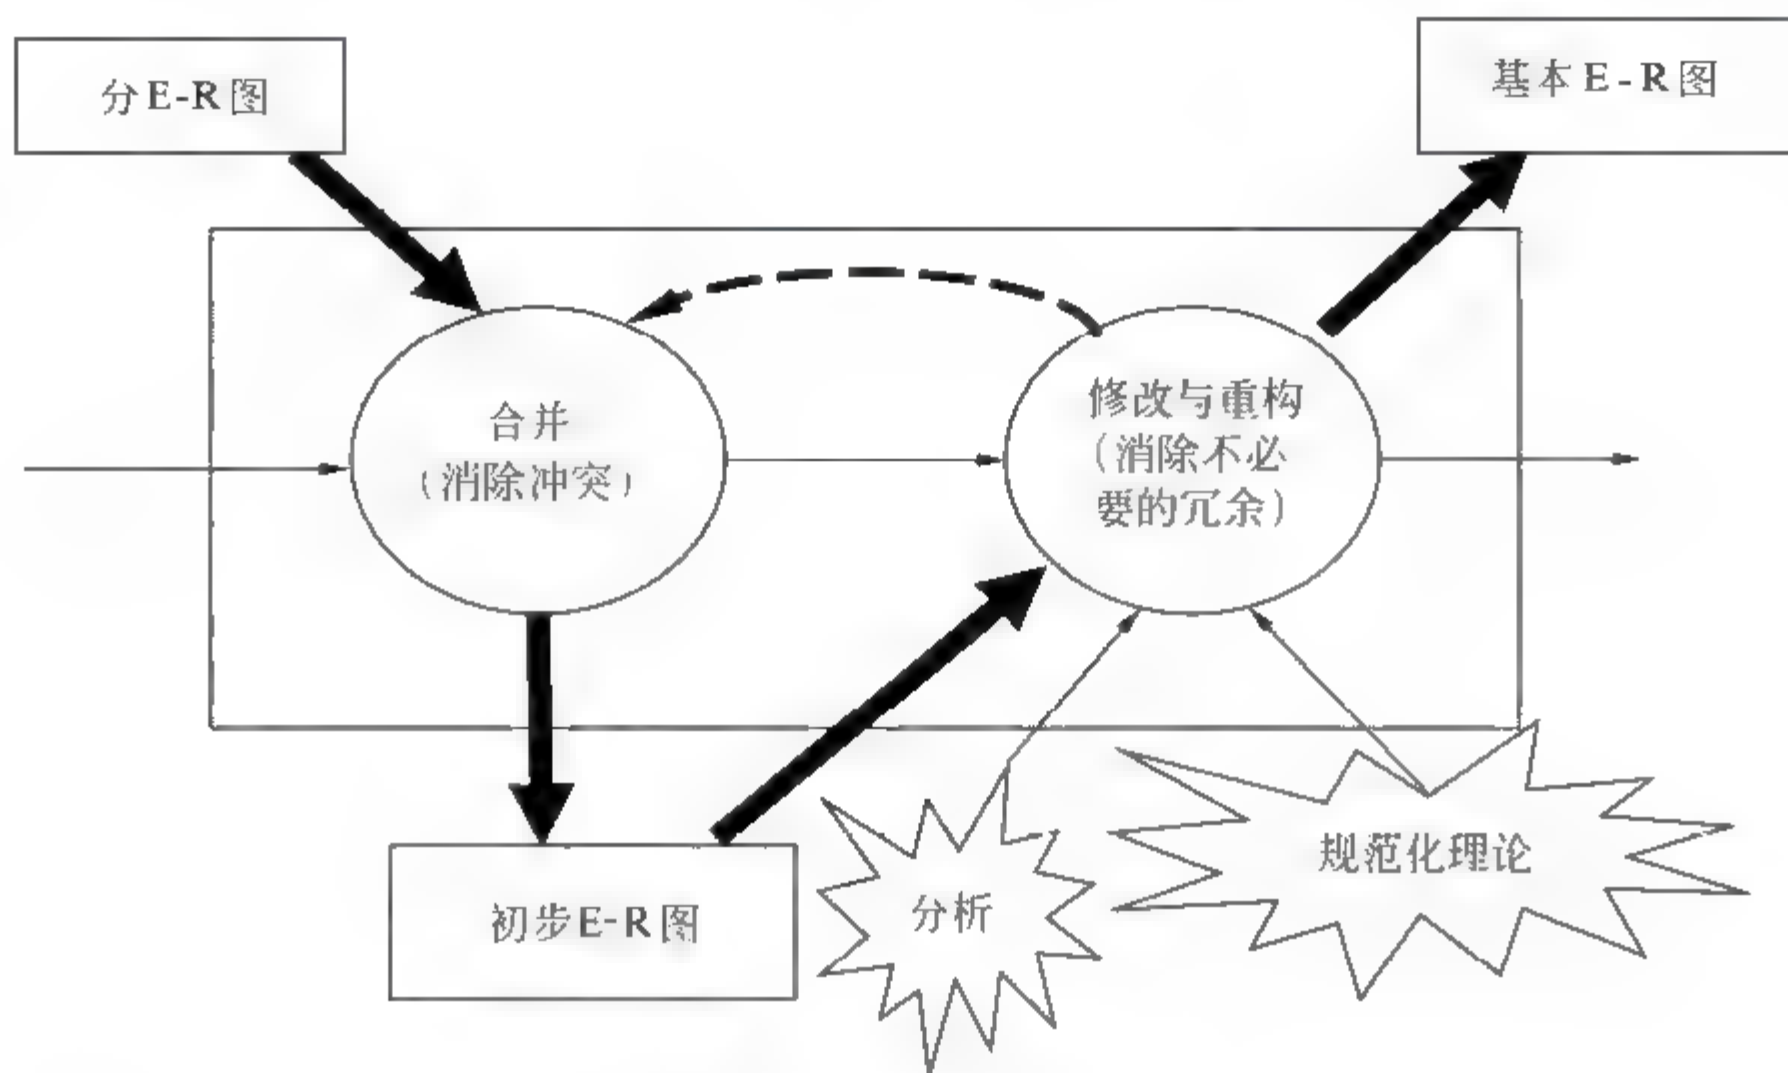 分E-R图
基本E-R图
合并
(消除冲突)
修改与重构
(消除不必
要的冗余)
初步E-R图
分析
规范化理论